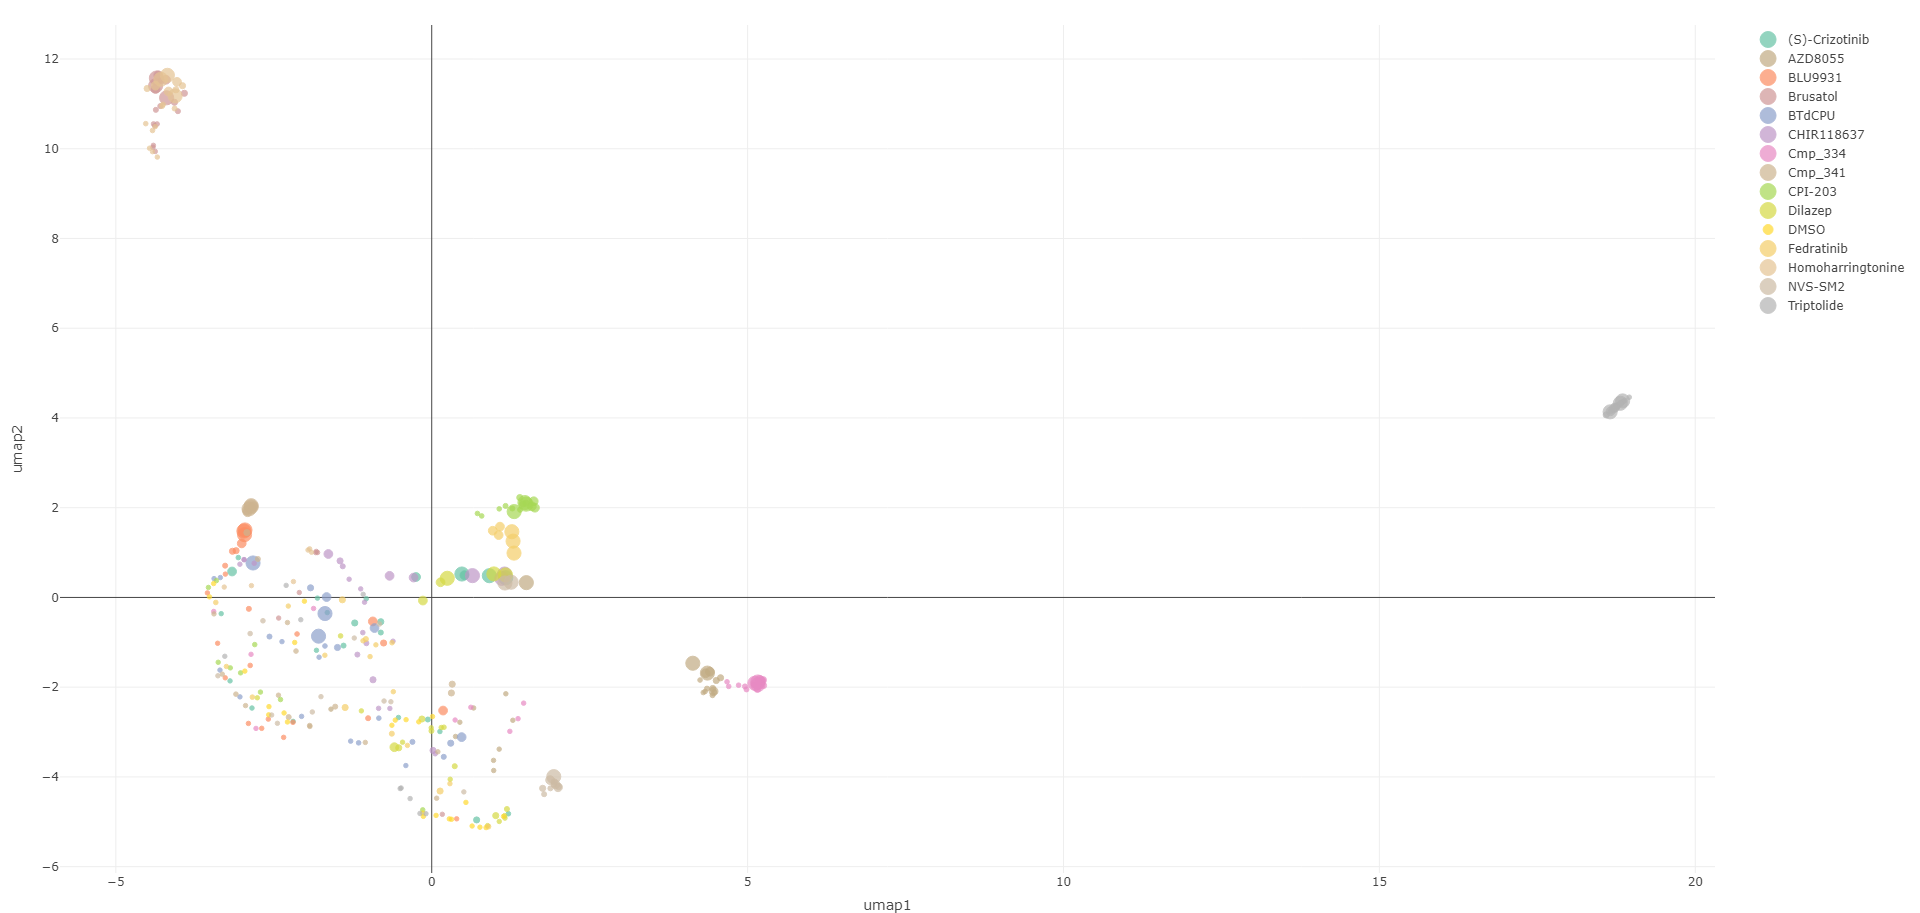 12
10
8
6
4
2
0
−2
−4
−6
umap2
−5
0
5
10
15
20
umap1
(S)-Crizotinib
AZD8055
BLU9931
Brusatol
BTdCPU
CHIR118637
Cmp_334
Cmp_341
CPI-203
Dilazep
DMSO
Fedratinib
Homoharringtonine
NVS-SM2
Triptolide